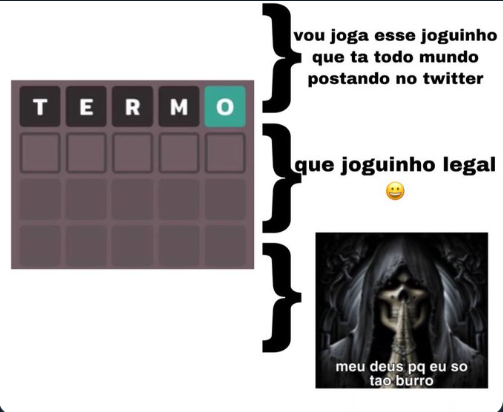 TERMO
vou joga esse joguinho
que ta todo mundo
postando no twitter
que joguinho legal
😀
meu deus pq eu so
tao burro